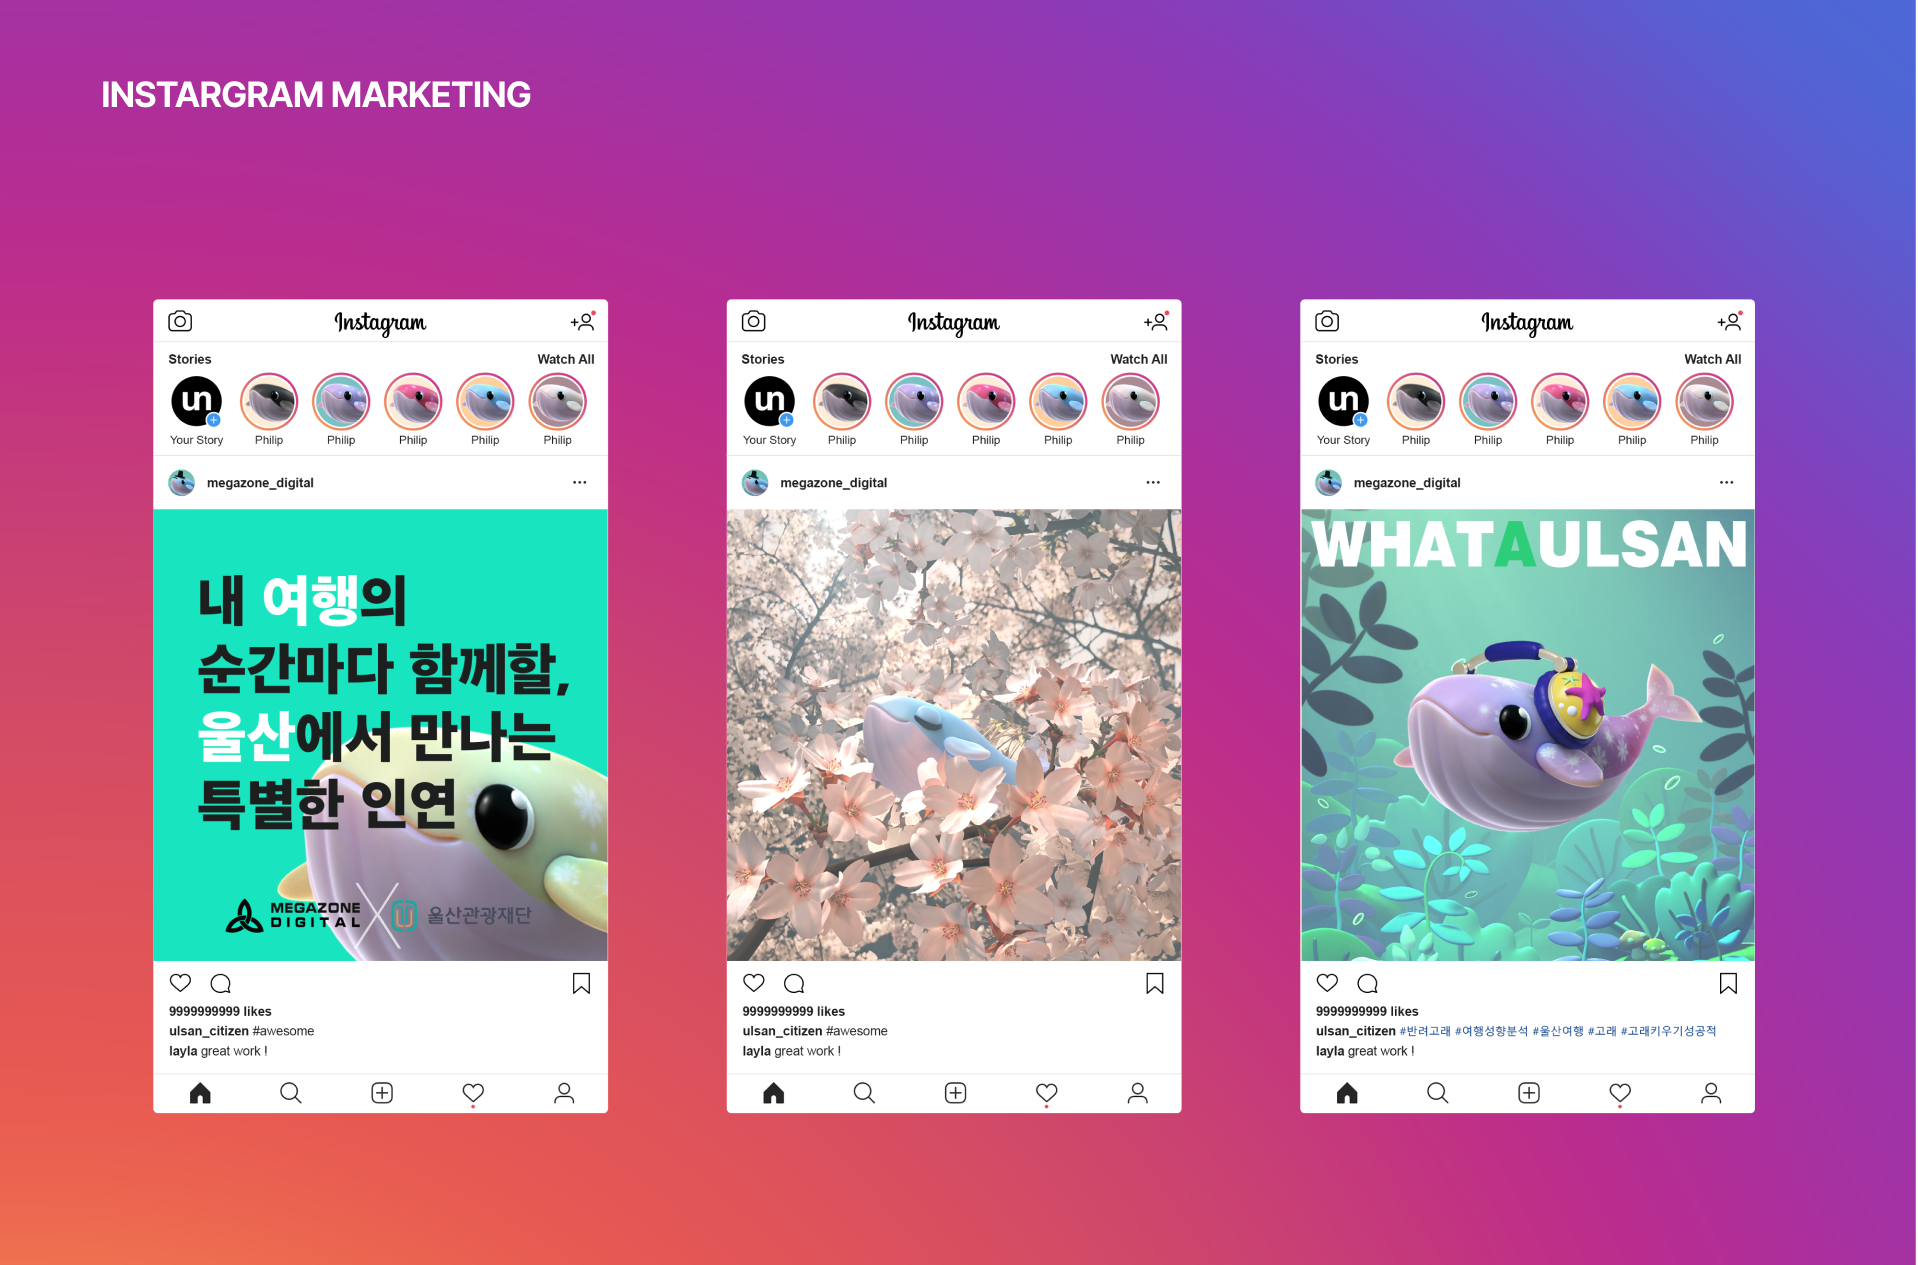 INSTARGRAM MARKETING
Instagram
Stories Watch All
un
Your Story Philip Philip Philip Philip Philip
megazone_digital
내 여행의
순간마다 함께할,
울산에서 만나는
특별한 인연
MEGAZONE
DIGITAL
울산관광재단
9999999999 likes
ulsan_citizen #awesome
layla great work !
Instagram
Stories Watch All
un
Your Story Philip Philip Philip Philip Philip
megazone_digital
9999999999 likes
ulsan_citizen #awesome
layla great work !
Instagram
Stories Watch All
un
Your Story Philip Philip Philip Philip Philip
megazone_digital
WHATAULSAN
9999999999 likes
ulsan_citizen #반려고래 #여행성향분석 #울산여행 #고래 #고래키우기성공적
layla great work !